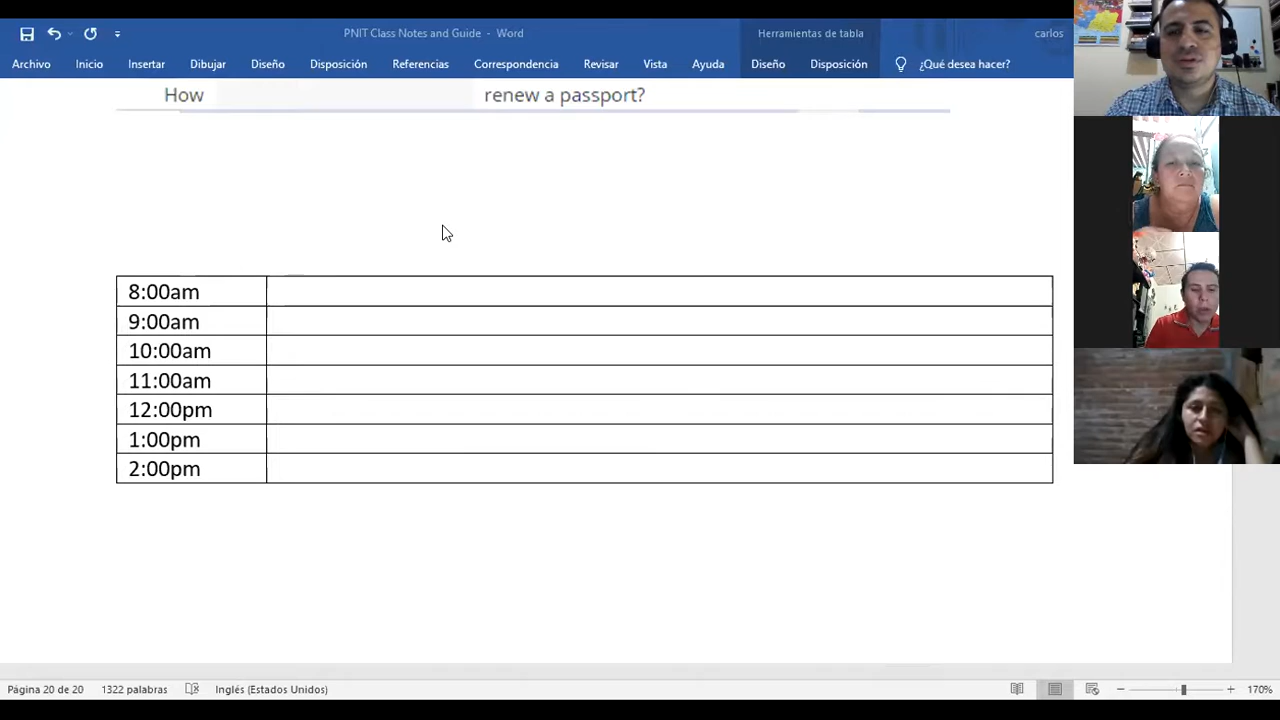 PNIT Class Notes and Guide - Word
Herramientas de tabla
carlos
Archivo Inicio Insertar Dibujar Diseño Disposición Referencias Correspondencia Revisar Vista Ayuda Diseño Disposición ¿Qué desea hacer?
How renew a passport?
8:00am
9:00am
10:00am
11:00am
12:00pm
1:00pm
2:00pm
Página 20 de 20 1322 palabras Inglés (Estados Unidos) 170%